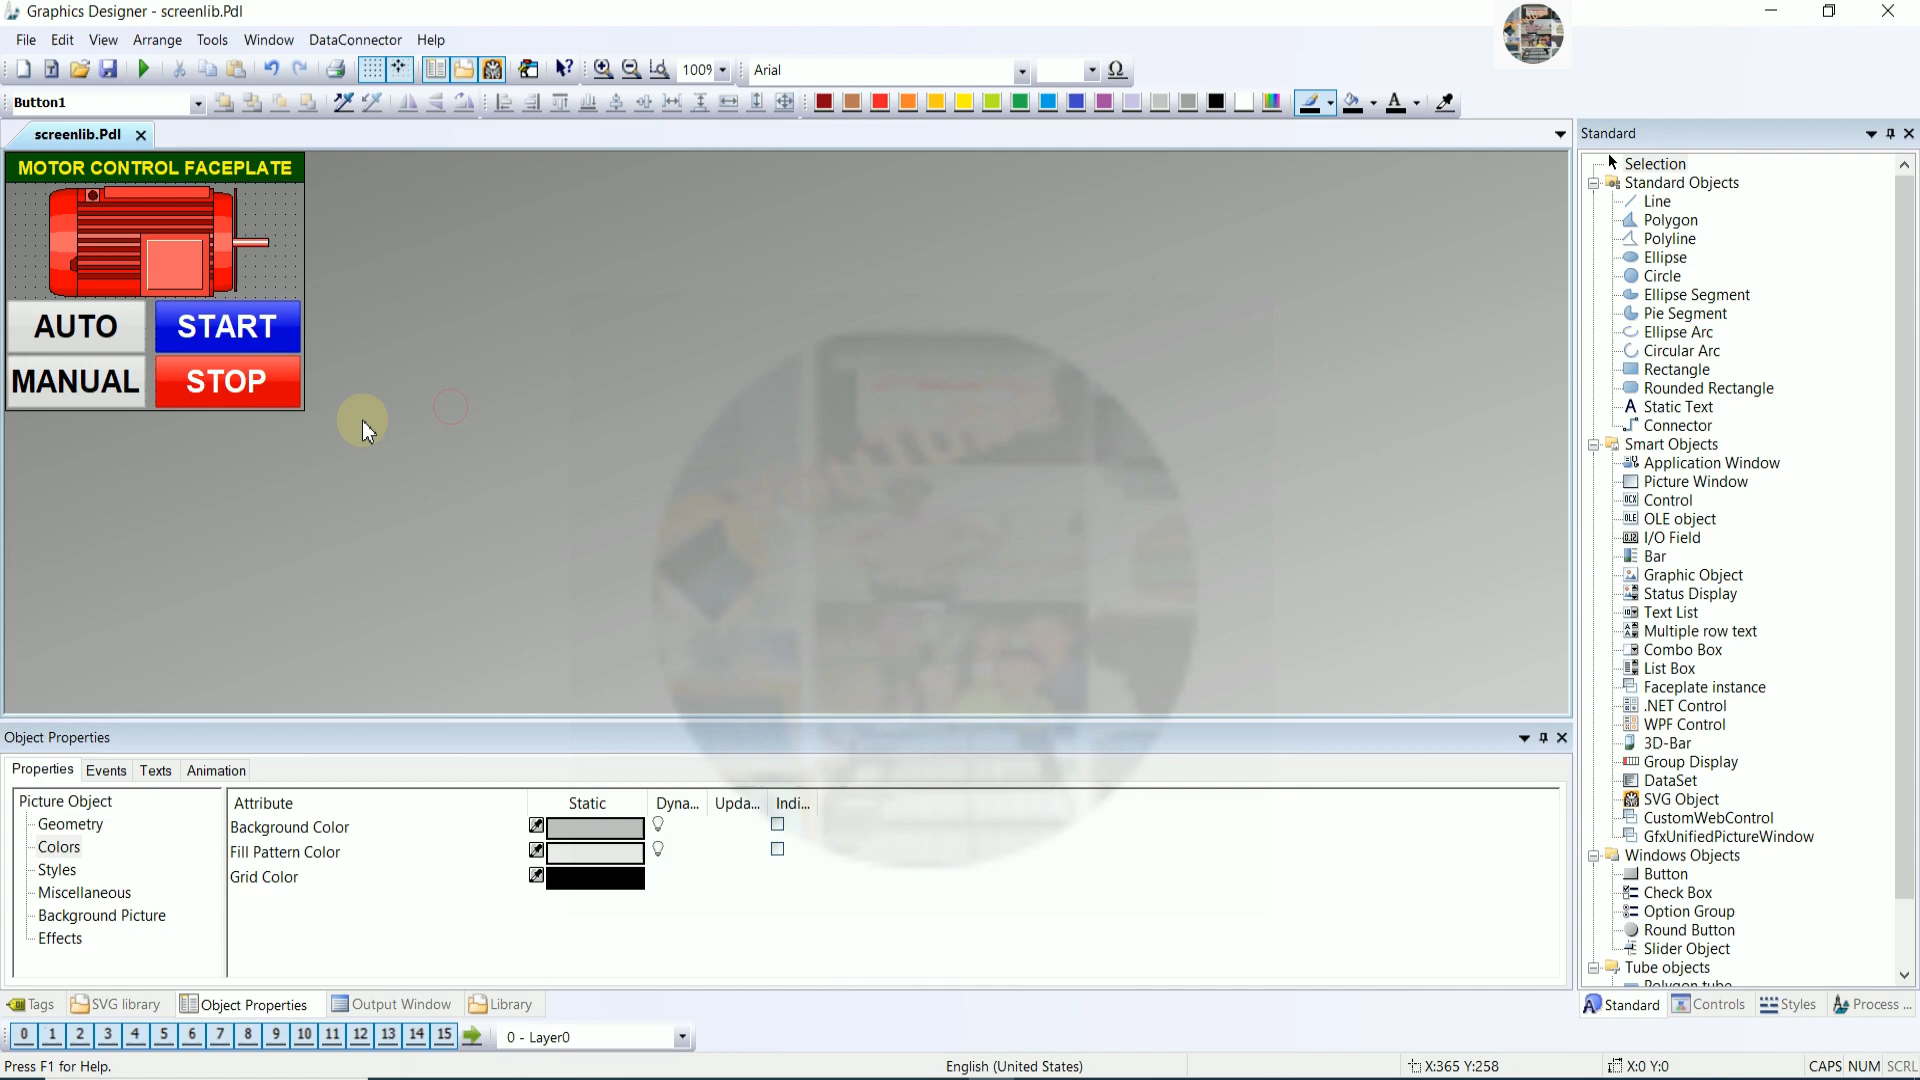 Graphics Designer - screenlib.Pdl
File Edit View Arrange Tools Window DataConnector Help
100% Arial Ω
Button1
screenlib.Pdl
MOTOR CONTROL FACEPLATE
AUTO START
MANUAL STOP
Standard
Selection
Standard Objects
Line
Polygon
Polyline
Ellipse
Circle
Ellipse Segment
Pie Segment
Ellipse Arc
Circular Arc
Rectangle
Rounded Rectangle
Static Text
Connector
Smart Objects
Application Window
Picture Window
Control
OLE object
I/O Field
Bar
Graphic Object
Status Display
Text List
Multiple row text
Combo Box
List Box
Faceplate instance
.NET Control
WPF Control
3D-Bar
Group Display
DataSet
SVG Object
CustomWebControl
GfxUnifiedPictureWindow
Windows Objects
Button
Check Box
Option Group
Round Button
Slider Object
Tube objects
Polygon tube
Standard Controls Styles Process ...
Object Properties
Properties Events Texts Animation
Picture Object
Geometry
Colors
Styles
Miscellaneous
Background Picture
Effects
Attribute Static Dyna... Upda... Indi...
Background Color
Fill Pattern Color
Grid Color
Tags SVG library Object Properties Output Window Library
0 1 2 3 4 5 6 7 8 9 10 11 12 13 14 15 0 - Layer0
Press F1 for Help. English (United States) X:365 Y:258 X:0 Y:0 CAPS NUM SCRL